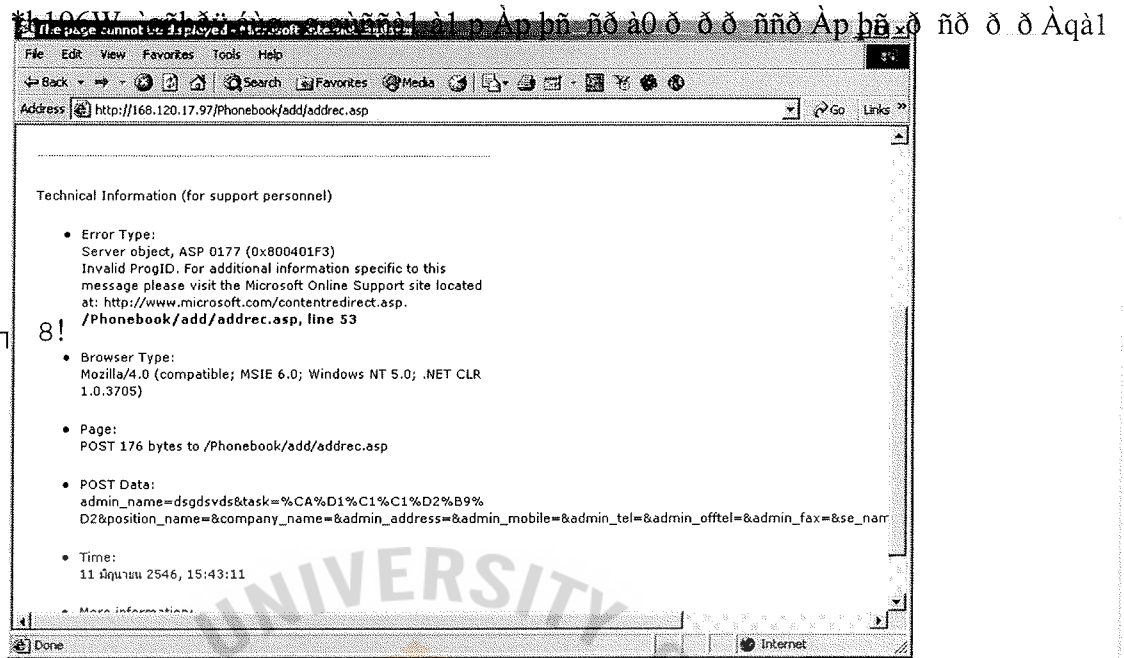 The page cannot be displayed - Microsoft Internet Explorer
File Edit View Favorites Tools Help
Back Search Favorites Media
Address http://168.120.17.97/Phonebook/add/addrec.asp Go Links »
Technical Information (for support personnel)
• Error Type:
Server object, ASP 0177 (0x800401F3)
Invalid ProgID. For additional information specific to this
message please visit the Microsoft Online Support site located
at: http://www.microsoft.com/contentredirect.asp.
/Phonebook/add/addrec.asp, line 53
8!
• Browser Type:
Mozilla/4.0 (compatible; MSIE 6.0; Windows NT 5.0; .NET CLR
1.0.3705)
• Page:
POST 176 bytes to /Phonebook/add/addrec.asp
• POST Data:
admin_name=dsgdsvds&task=%CA%D1%C1%C1%D2%B9%
D2&position_name=&company_name=&admin_address=&admin_mobile=&admin_tel=&admin_offtel=&admin_fax=&se_nam
• Time:
11 มิถุนายน 2546, 15:43:11
• More information:
UNIVERSITY
Done Internet